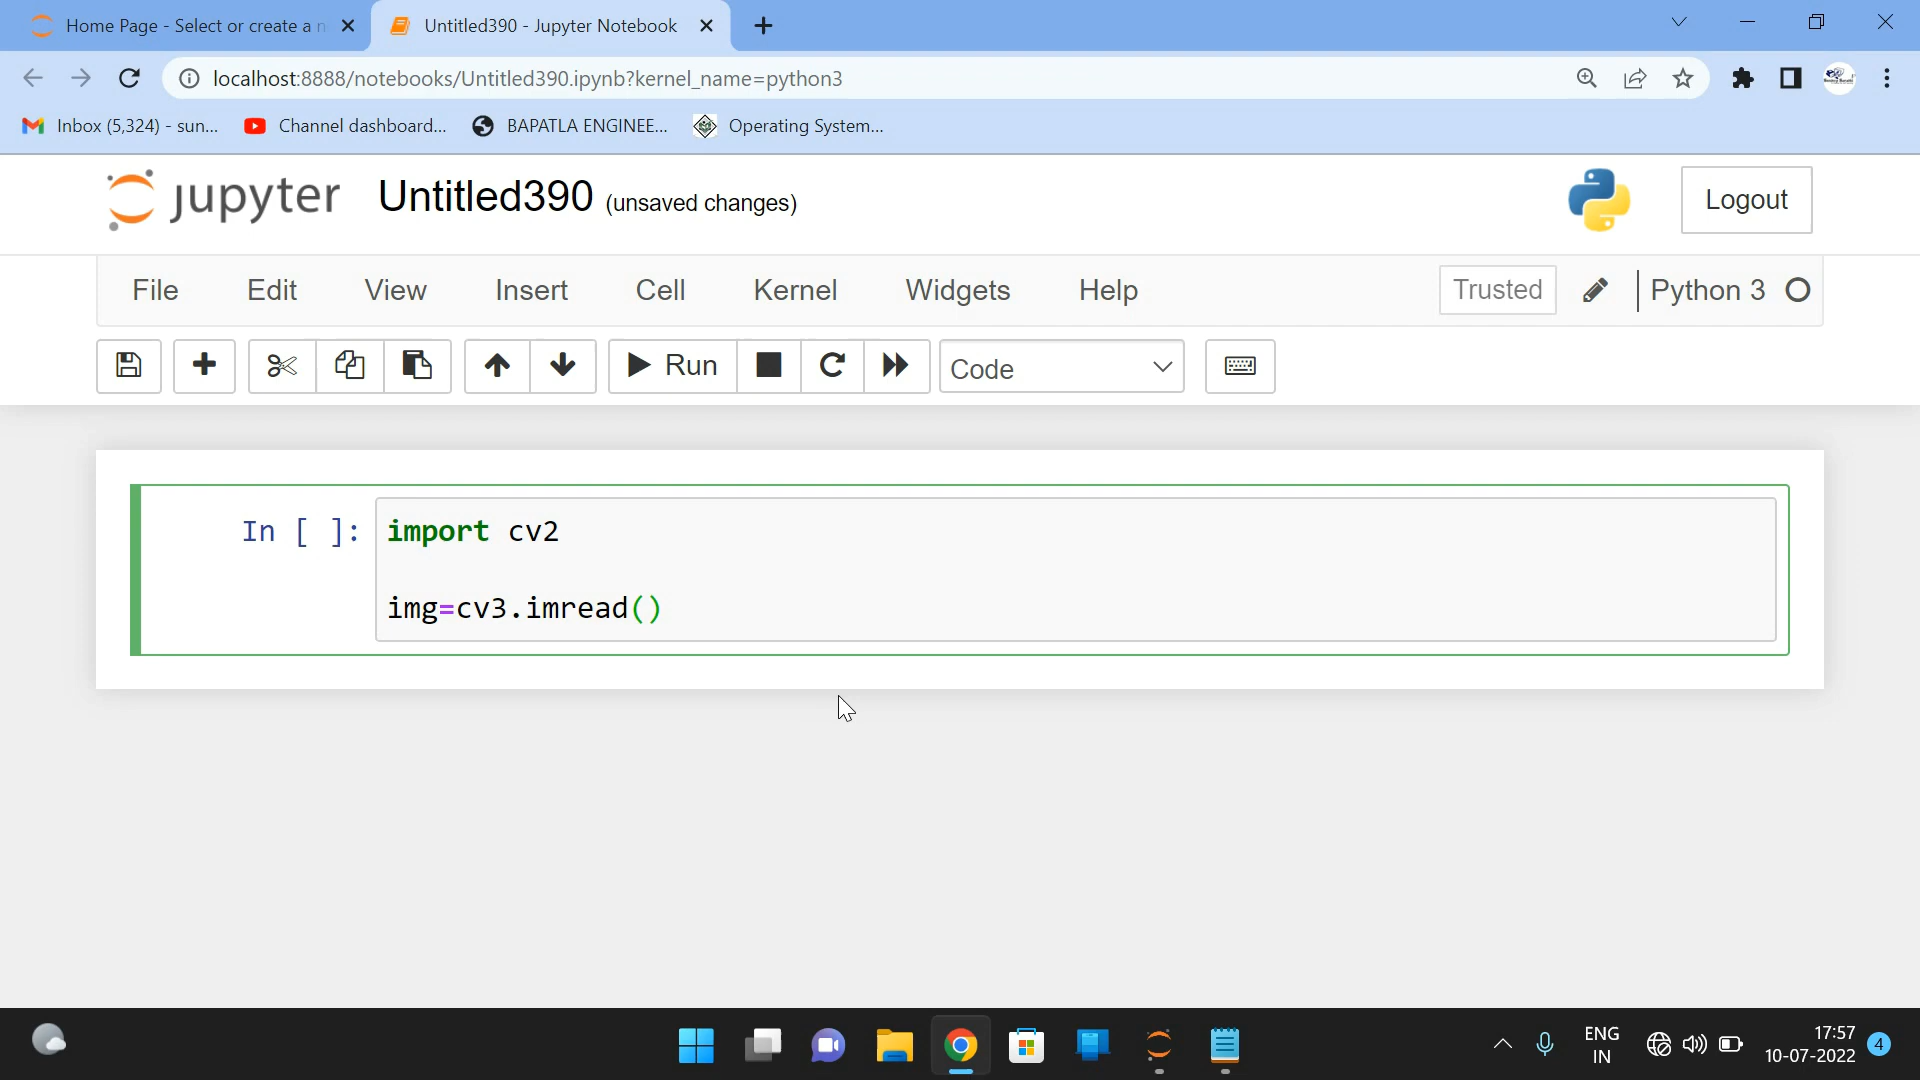 Home Page - Select or create a n
Untitled390 - Jupyter Notebook
localhost:8888/notebooks/Untitled390.ipynb?kernel_name=python3
Inbox (5,324) - sun...
Channel dashboard...
BAPATLA ENGINEE...
Operating System...
jupyter Untitled390 (unsaved changes)
Logout
File Edit View Insert Cell Kernel Widgets Help
Trusted
Python 3
Run
Code
In [ ]: import cv2
img=cv3.imread()
ENG
IN
17:57
10-07-2022
4